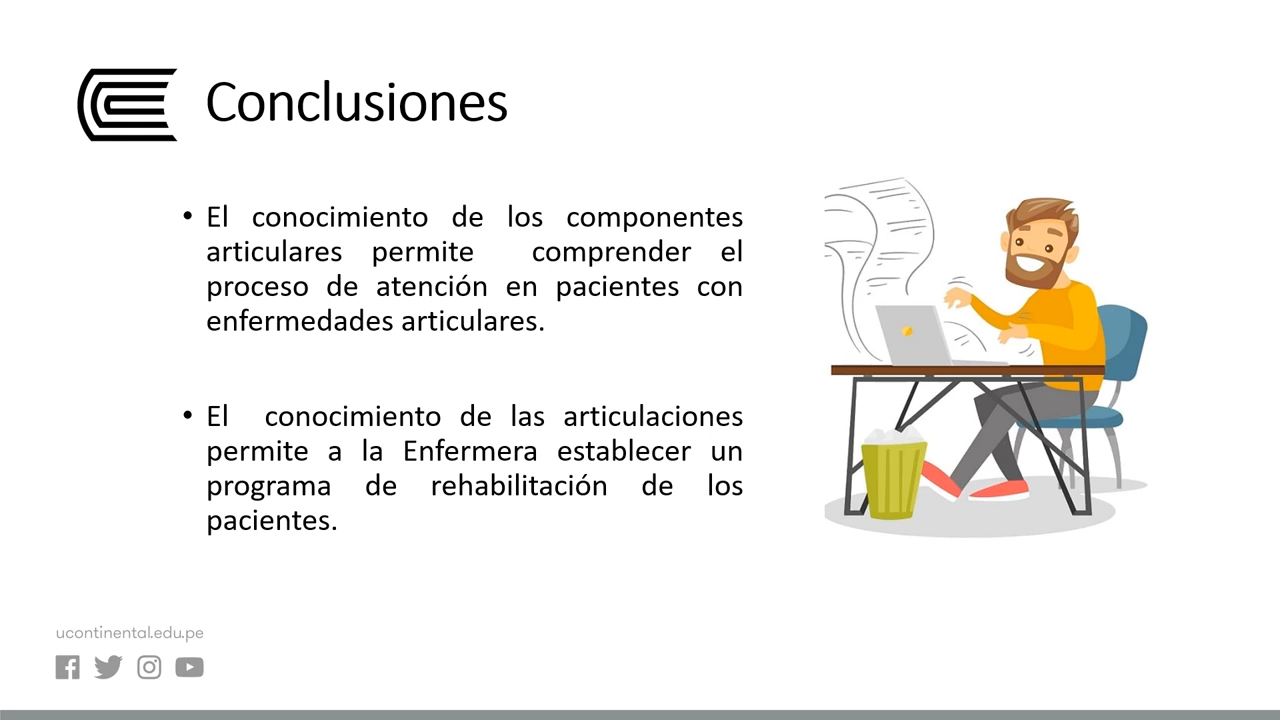 Conclusiones
• El conocimiento de los componentes
articulares permite comprender el
proceso de atención en pacientes con
enfermedades articulares.
• El conocimiento de las articulaciones
permite a la Enfermera establecer un
programa de rehabilitación de los
pacientes.
ucontinental.edu.pe